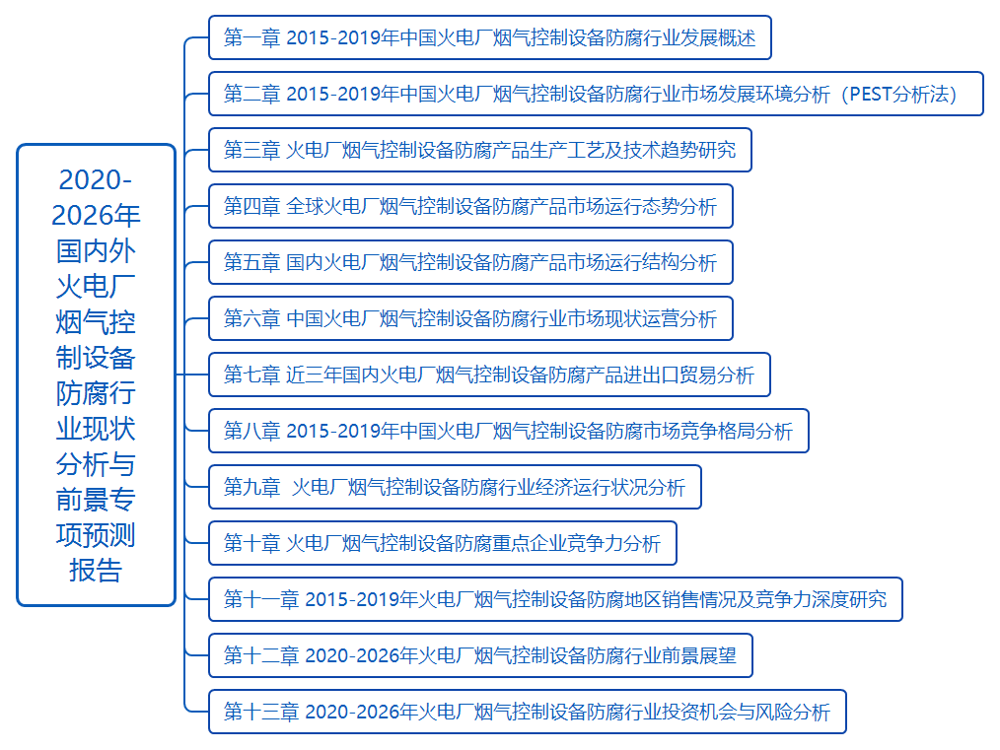 2020-
2026年
国内外
火电厂
烟气控
制设备
防腐行
业现状
分析与
前景专
项预测
报告
第一章 2015-2019年中国火电厂烟气控制设备防腐行业发展概述
第二章 2015-2019年中国火电厂烟气控制设备防腐行业市场发展环境分析（PEST分析法）
第三章 火电厂烟气控制设备防腐产品生产工艺及技术趋势研究
第四章 全球火电厂烟气控制设备防腐产品市场运行态势分析
第五章 国内火电厂烟气控制设备防腐产品市场运行结构分析
第六章 中国火电厂烟气控制设备防腐行业市场现状运营分析
第七章 近三年国内火电厂烟气控制设备防腐产品进出口贸易分析
第八章 2015-2019年中国火电厂烟气控制设备防腐市场竞争格局分析
第九章  火电厂烟气控制设备防腐行业经济运行状况分析
第十章 火电厂烟气控制设备防腐重点企业竞争力分析
第十一章 2015-2019年火电厂烟气控制设备防腐地区销售情况及竞争力深度研究
第十二章 2020-2026年火电厂烟气控制设备防腐行业前景展望
第十三章 2020-2026年火电厂烟气控制设备防腐行业投资机会与风险分析